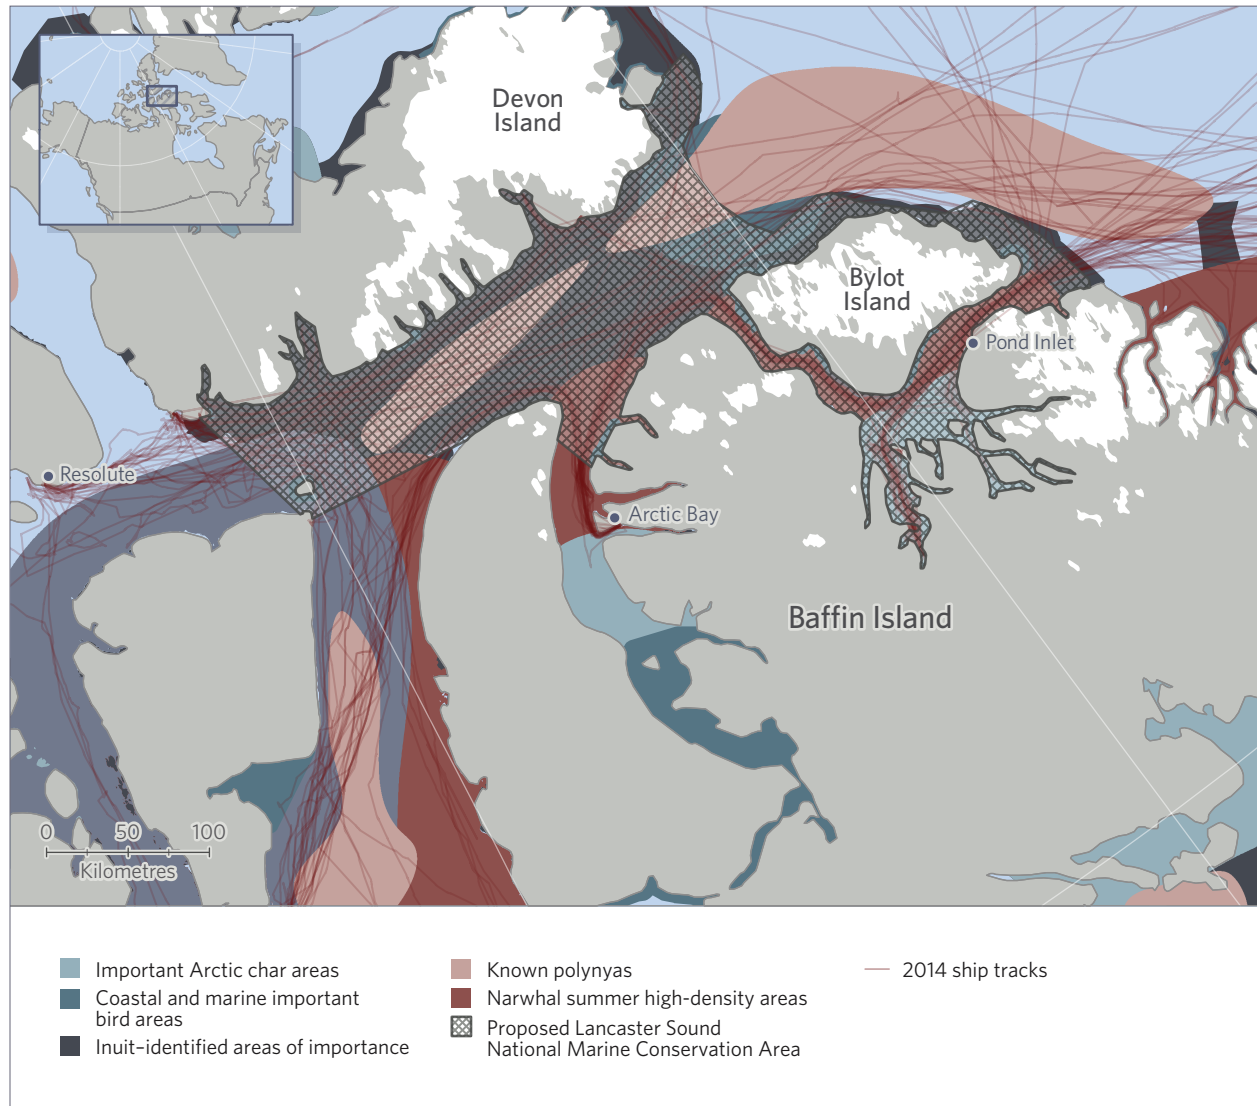 Devon
Island
Bylot
Island
Pond Inlet
Resolute
Arctic Bay
Baffin Island
0 50 100
Kilometres
Important Arctic char areas
Coastal and marine important
bird areas
Inuit–identified areas of importance
Known polynyas
Narwhal summer high-density areas
Proposed Lancaster Sound
National Marine Conservation Area
2014 ship tracks